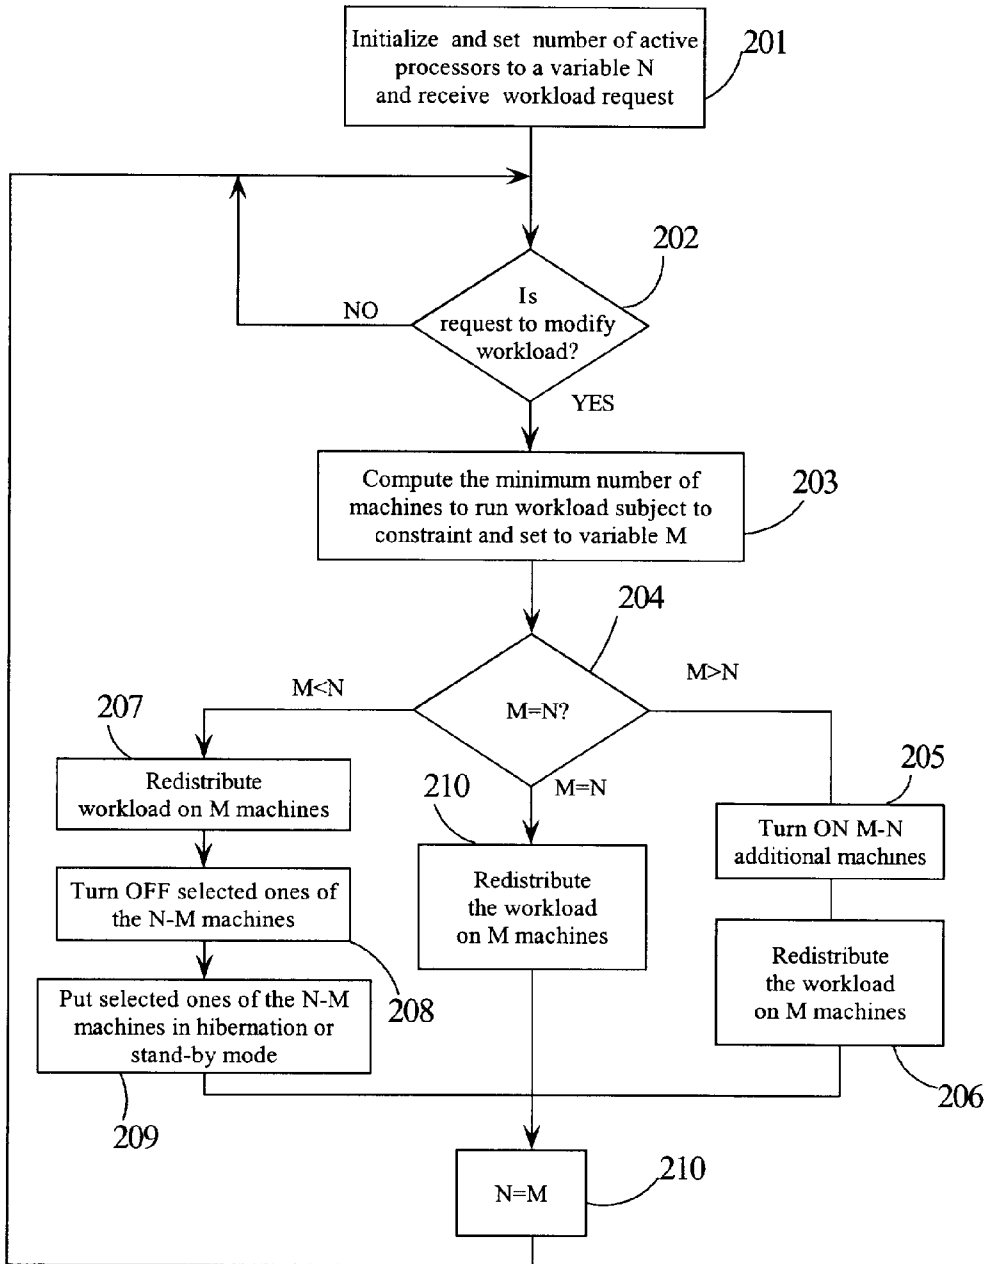 Initialize and set number of active
processors to a variable N
and receive workload request
201
202
Is
request to modify
workload?
NO
YES
Compute the minimum number of
machines to run workload subject to
constraint and set to variable M
203
204
M<N
M=N?
M>N
M=N
207
Redistribute
workload on M machines
210
Redistribute
the workload
on M machines
205
Turn ON M-N
additional machines
Turn OFF selected ones of
the N-M machines
208
Redistribute
the workload
on M machines
206
Put selected ones of the N-M
machines in hibernation or
stand-by mode
209
N=M
210